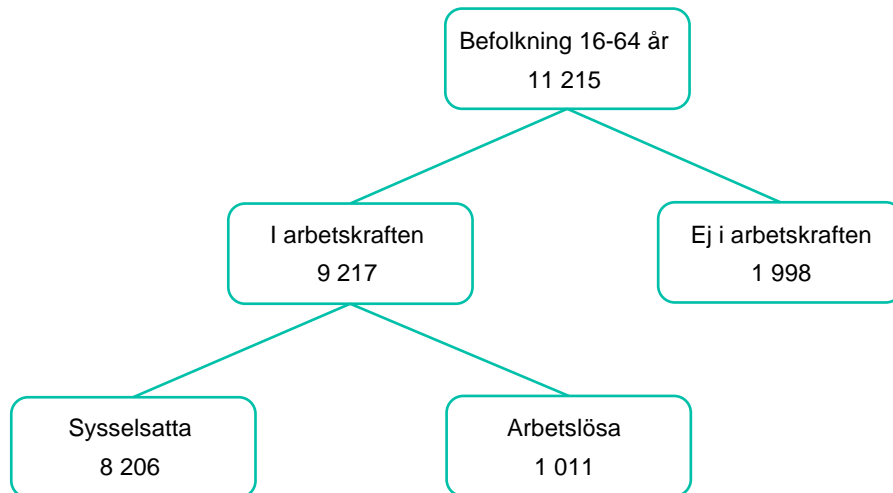 Befolkning 16-64 år
11 215
I arbetskraften
9 217
Ej i arbetskraften
1 998
Sysselsatta
8 206
Arbetslösa
1 011